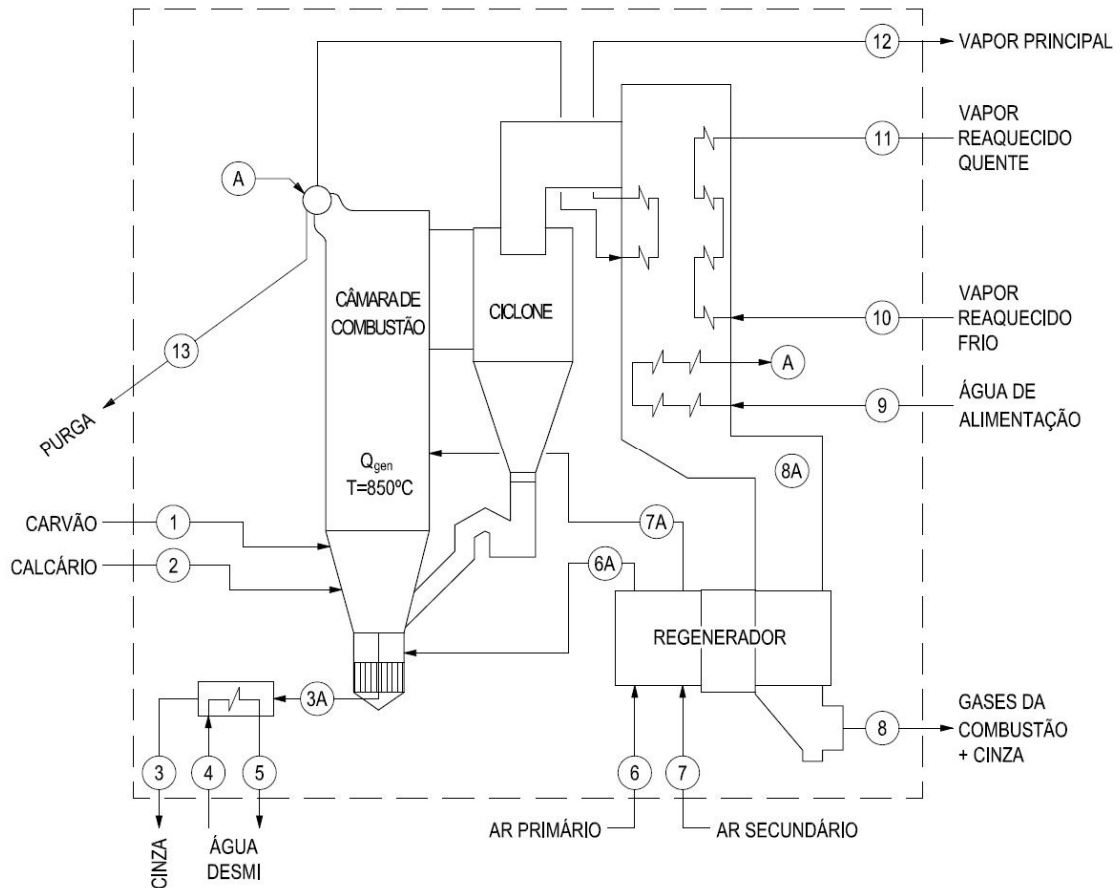 12
VAPOR PRINCIPAL
11
VAPOR
REAQUECIDO
QUENTE
A
CÂMARA DE
COMBUSTÃO
CICLONE
13
PURGA
10
VAPOR
REAQUECIDO
FRIO
A
9
ÁGUA DE
ALIMENTAÇÃO
Qgen
T=850ºC
8A
CARVÃO
1
7A
CALCÁRIO
2
6A
REGENERADOR
3A
8
GASES DA
COMBUSTÃO
+ CINZA
3
4
5
6
7
CINZA
ÁGUA
DESMI
AR PRIMÁRIO
AR SECUNDÁRIO